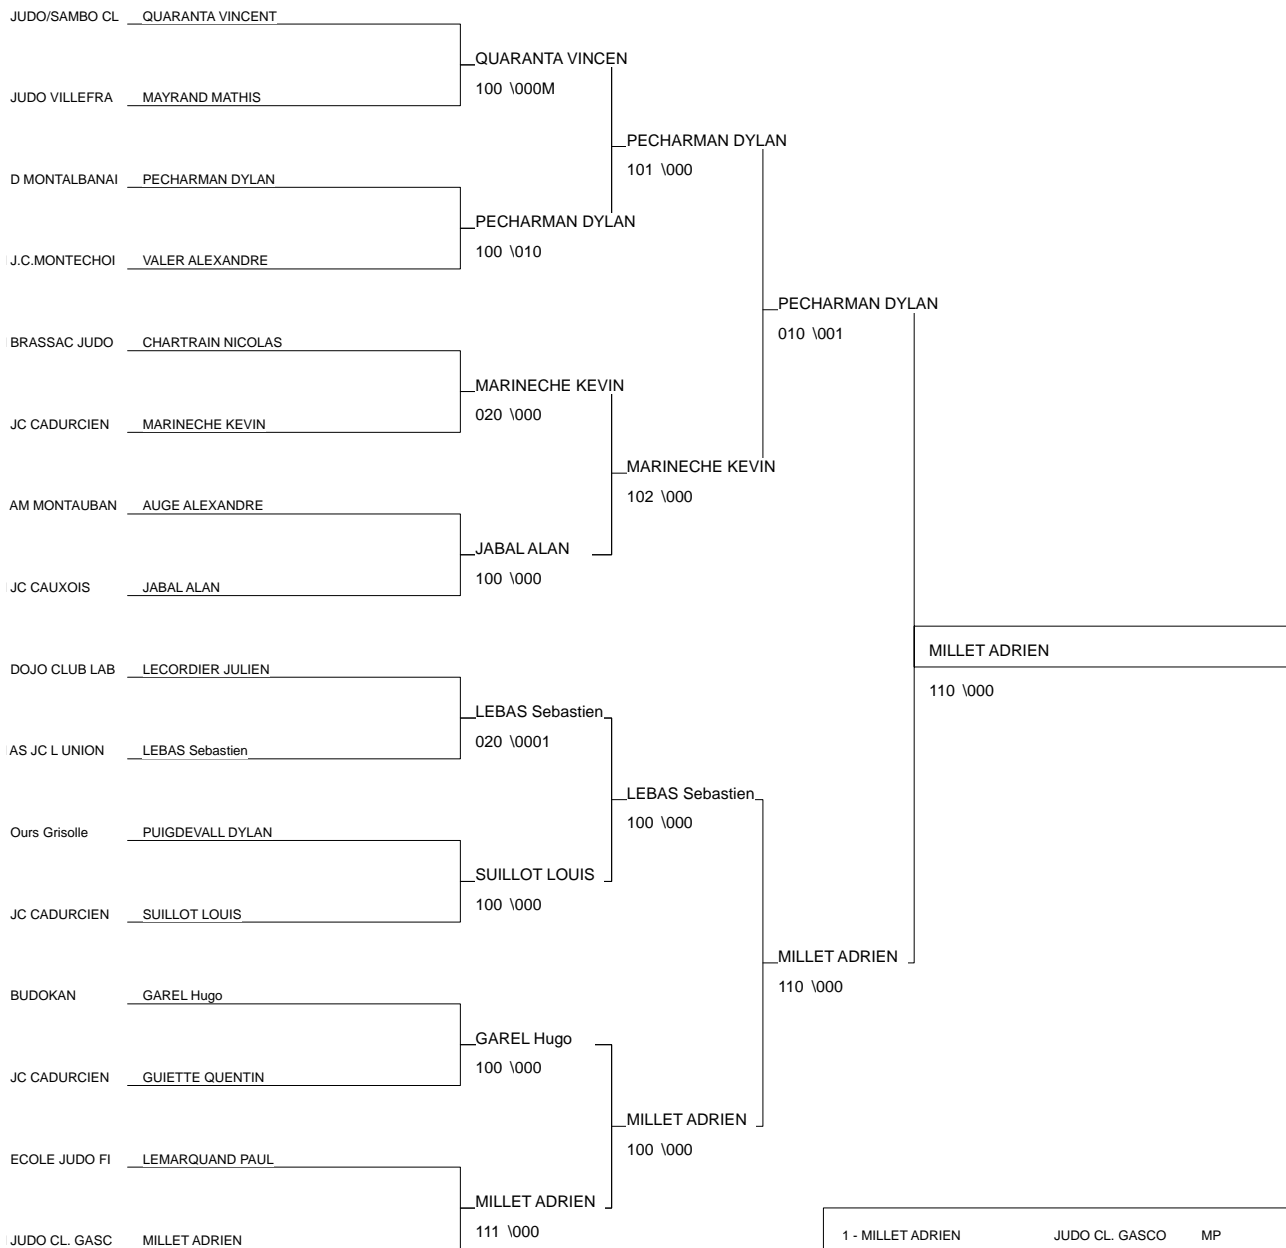 JUDO/SAMBO CL QUARANTA VINCENT
QUARANTA VINCEN
100 \000M
JUDO VILLEFRA MAYRAND MATHIS
PECHARMAN DYLAN
101 \000
D MONTALBANAI PECHARMAN DYLAN
PECHARMAN DYLAN
100 \010
J.C.MONTECHOI VALER ALEXANDRE
PECHARMAN DYLAN
010 \001
BRASSAC JUDO CHARTRAIN NICOLAS
MARINECHE KEVIN
020 \000
JC CADURCIEN MARINECHE KEVIN
MARINECHE KEVIN
102 \000
AM MONTAUBAN AUGE ALEXANDRE
JABAL ALAN
100 \000
JC CAUXOIS JABAL ALAN
MILLET ADRIEN
110 \000
DOJO CLUB LAB LECORDIER JULIEN
LEBAS Sebastien
020 \0001
AS JC L UNION LEBAS Sebastien
LEBAS Sebastien
100 \000
Ours Grisolle PUIGDEVALL DYLAN
SUILLOT LOUIS
100 \000
JC CADURCIEN SUILLOT LOUIS
MILLET ADRIEN
110 \000
BUDOKAN GAREL Hugo
GAREL Hugo
100 \000
JC CADURCIEN GUIETTE QUENTIN
MILLET ADRIEN
100 \000
ECOLE JUDO FI LEMARQUAND PAUL
MILLET ADRIEN
111 \000
JUDO CL. GASC MILLET ADRIEN
1 - MILLET ADRIEN JUDO CL. GASCO MP